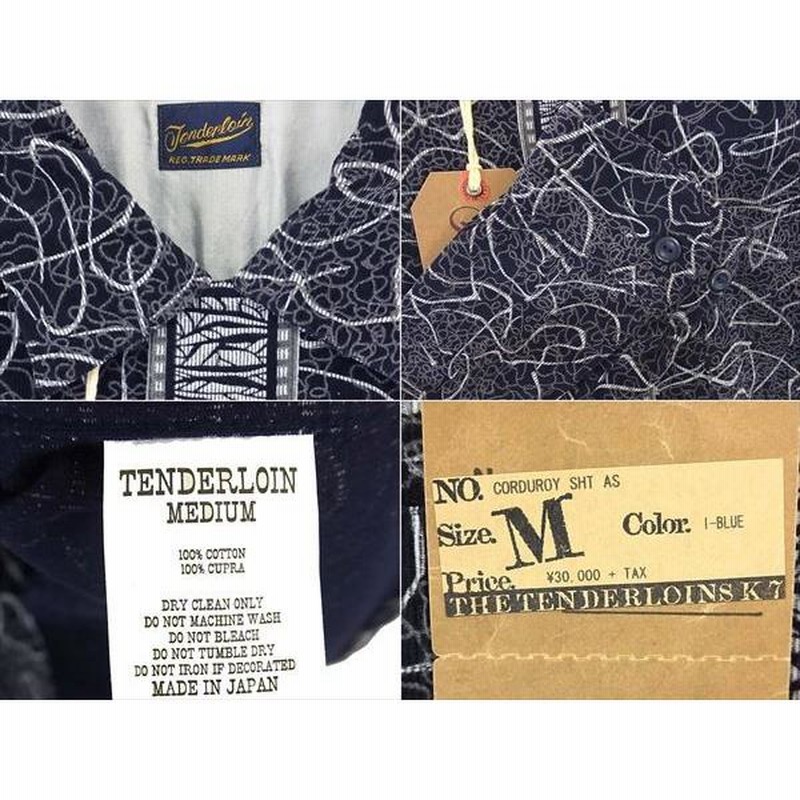 Tenderloin
REG. TRADE MARK
TENDERLOIN
MEDIUM
100% COTTON
100% CUPRA
DRY CLEAN ONLY
DO NOT MACHINE WASH
DO NOT BLEACH
DO NOT TUMBLE DRY
DO NOT IRON IF DECORATED
MADE IN JAPAN
NO. CORDUROY SHT AS
Size. M Color. I-BLUE
Price. ¥30,000 + TAX
THE TENDERLOINS K 7